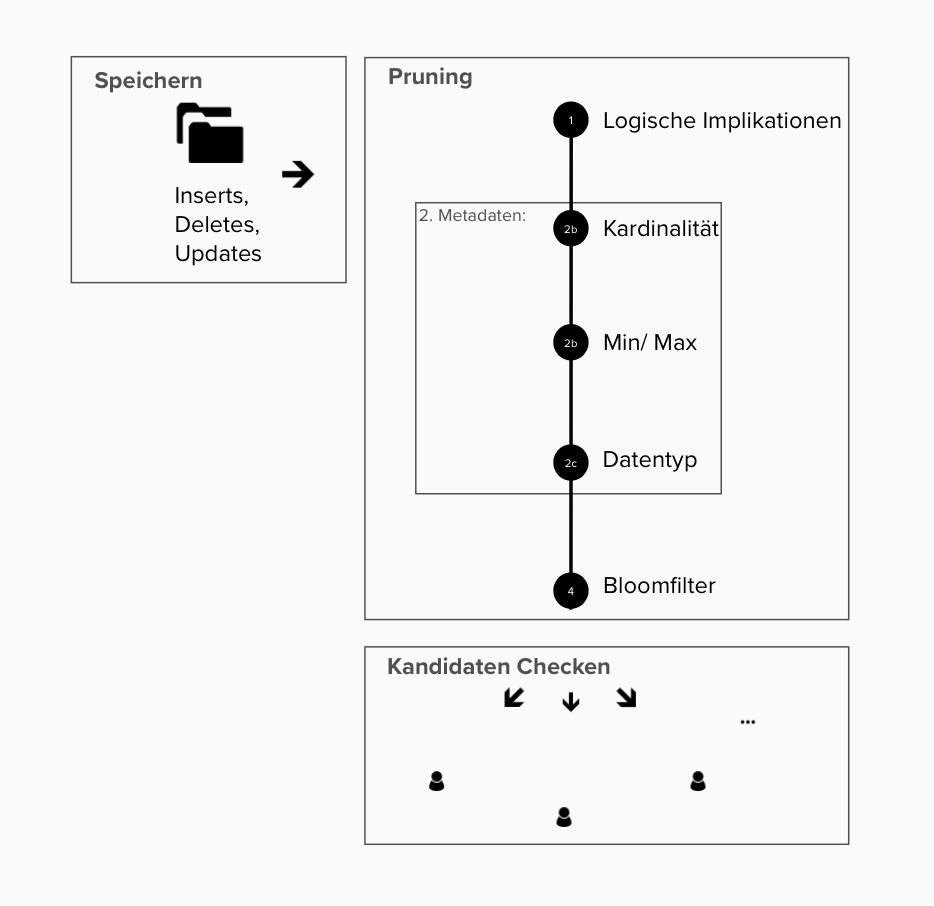 Speichern
Inserts,
Deletes,
Updates
Pruning
1 Logische Implikationen
2. Metadaten:
2b Kardinalität
2b Min/ Max
2c Datentyp
4 Bloomfilter
Kandidaten Checken
...